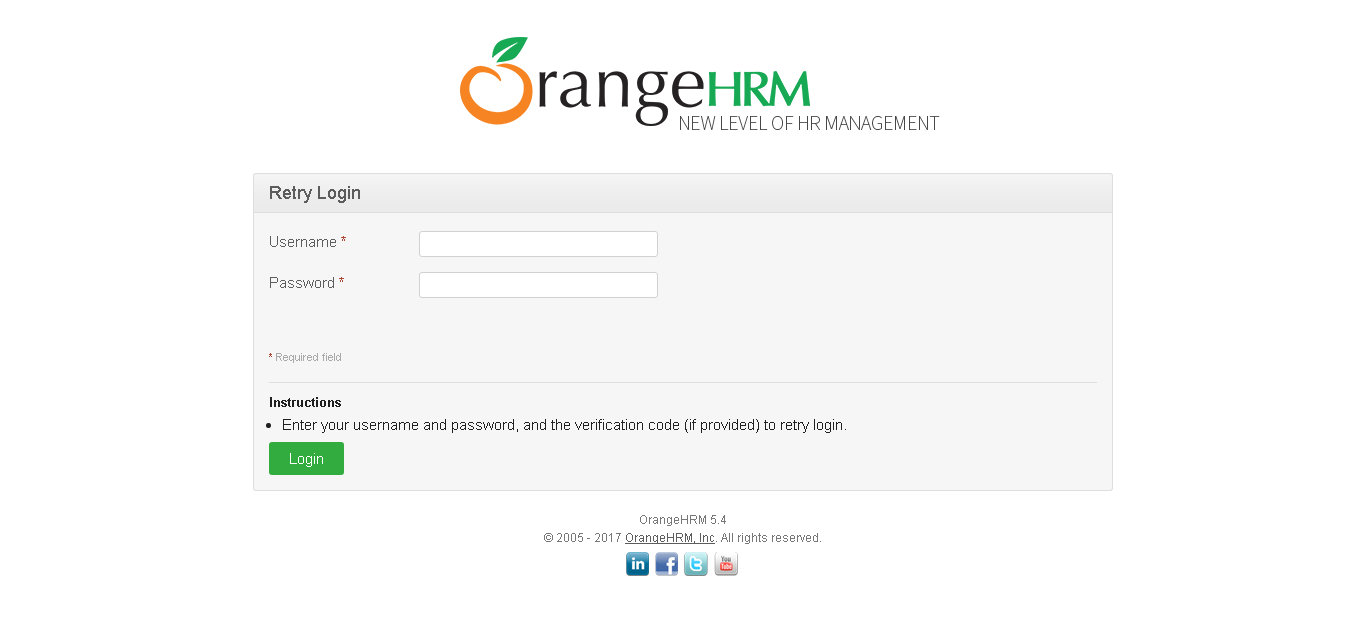 OrangeHRM
NEW LEVEL OF HR MANAGEMENT
Retry Login
Username *
Password *
* Required field
Instructions
• Enter your username and password, and the verification code (if provided) to retry login.
Login
OrangeHRM 5.4
© 2005 - 2017 OrangeHRM, Inc. All rights reserved.
in f t You Tube